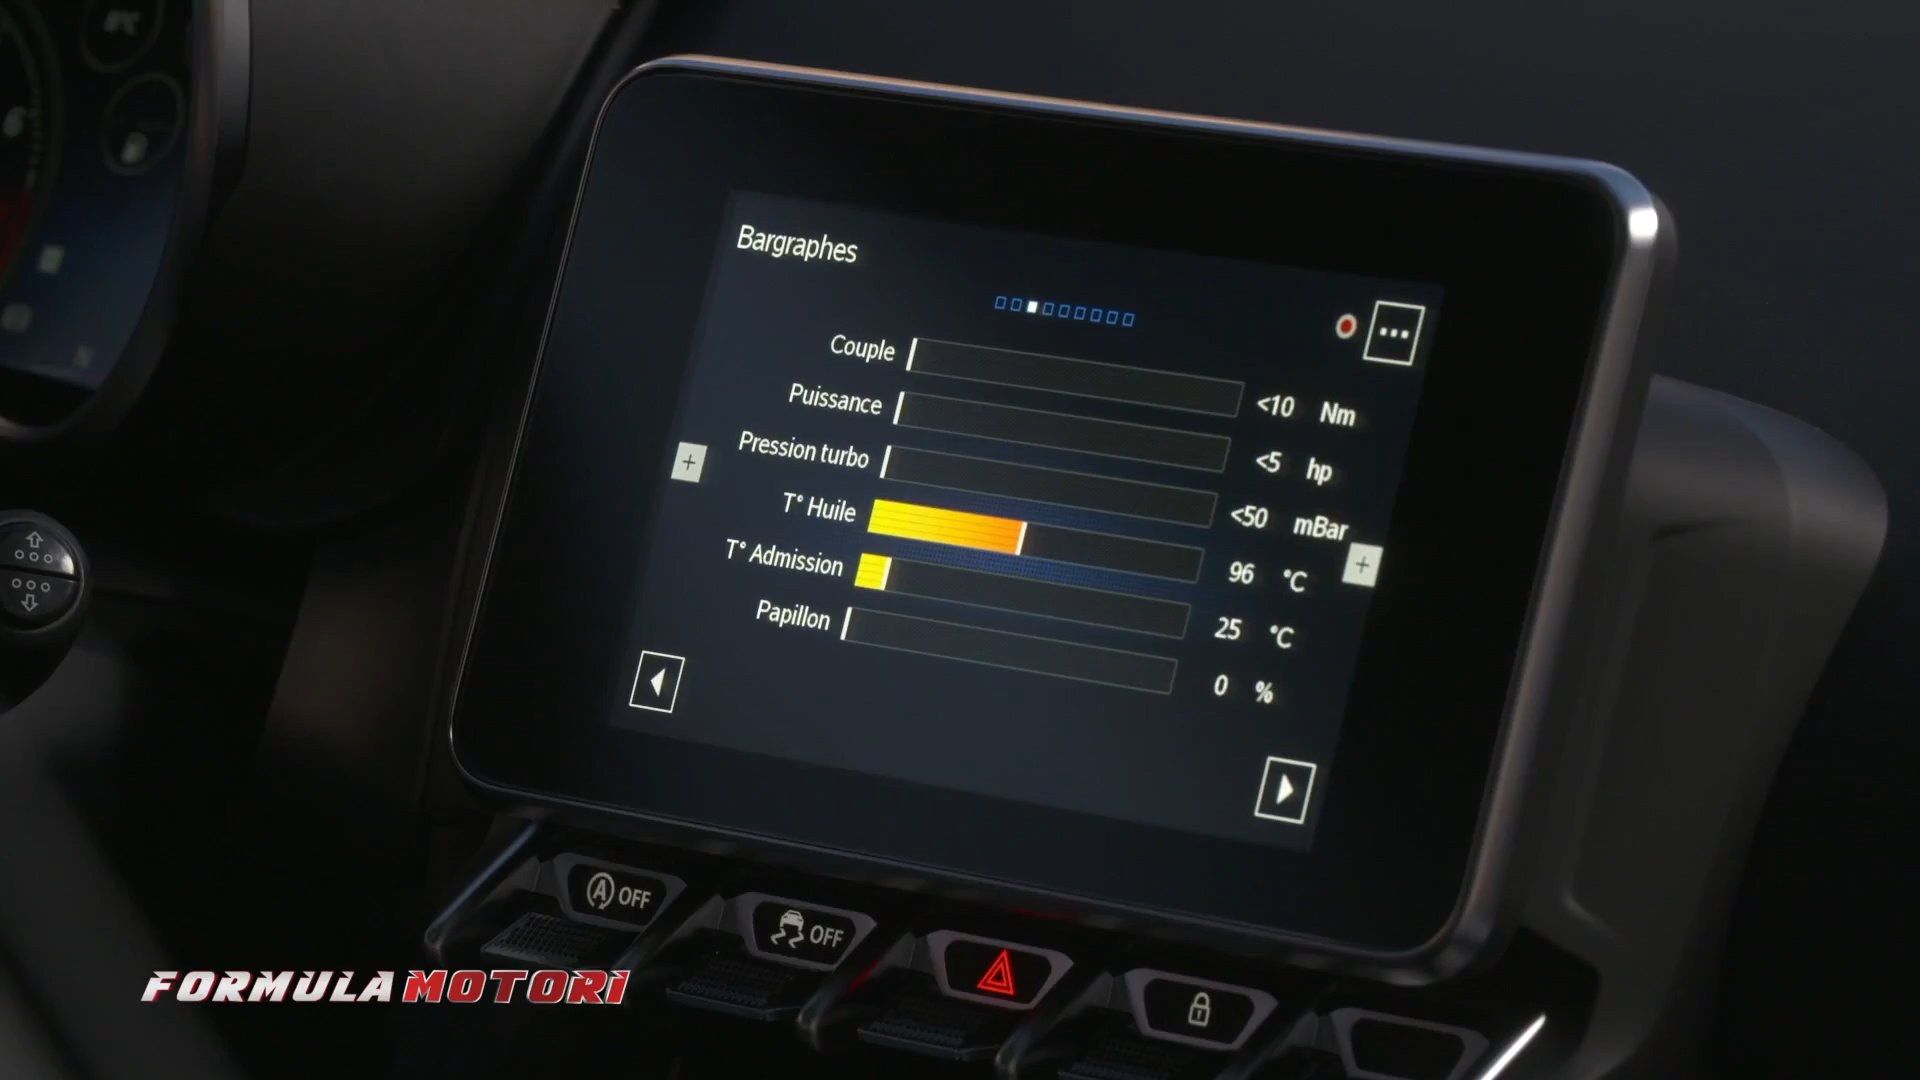 Bargraphes
...
Couple <10 Nm
Puissance <5 hp
Pression turbo <50 mBar
T° Huile 96 °C
T° Admission 25 °C
Papillon 0 %
A OFF
OFF
FORMULA MOTORI